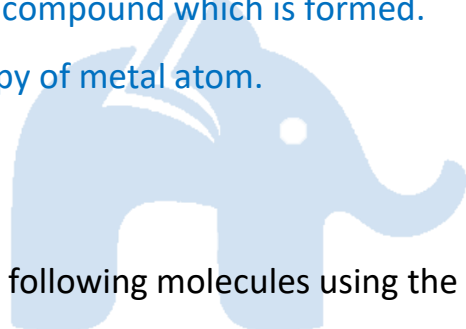 compound which is formed.
py of metal atom.
following molecules using the